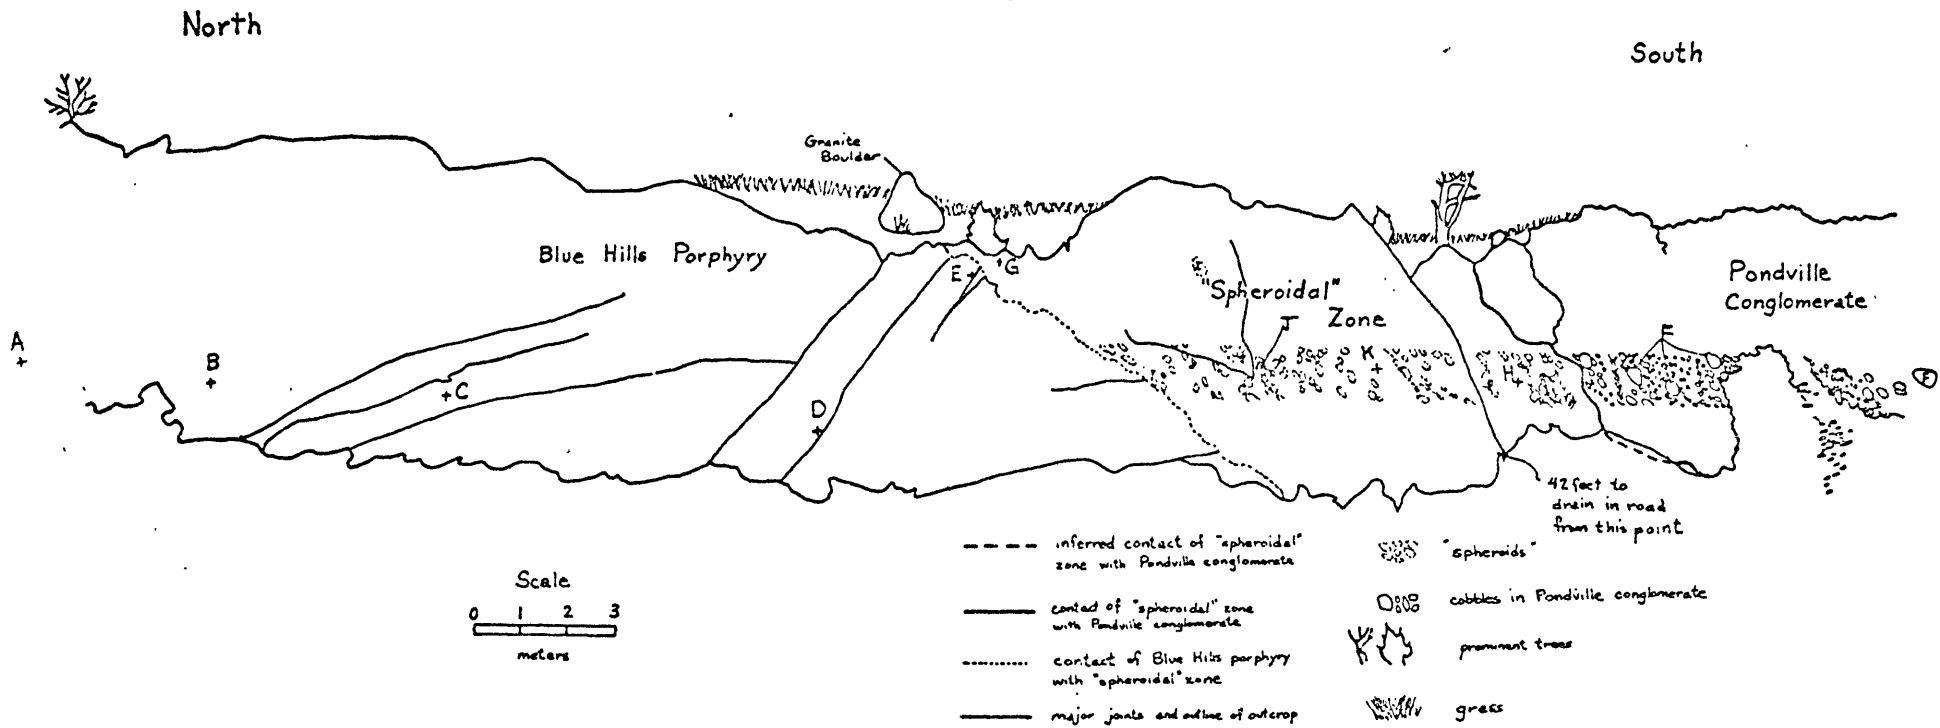 North
South
Granite
Boulder
Blue Hills Porphyry
"Spheroidal"
Zone
Pondville
Conglomerate
A
B
C
D
E
G
J
K
H
F
F
42 feet to
drain in road
from this point
Scale
0 1 2 3
meters
inferred contact of "spheroidal"
zone with Pondville conglomerate
contact of "spheroidal" zone
with Pondville conglomerate
contact of Blue Hills porphyry
with "spheroidal" zone
major joints and outline of outcrop
"spheroids"
cobbles in Pondville conglomerate
prominent trees
grass